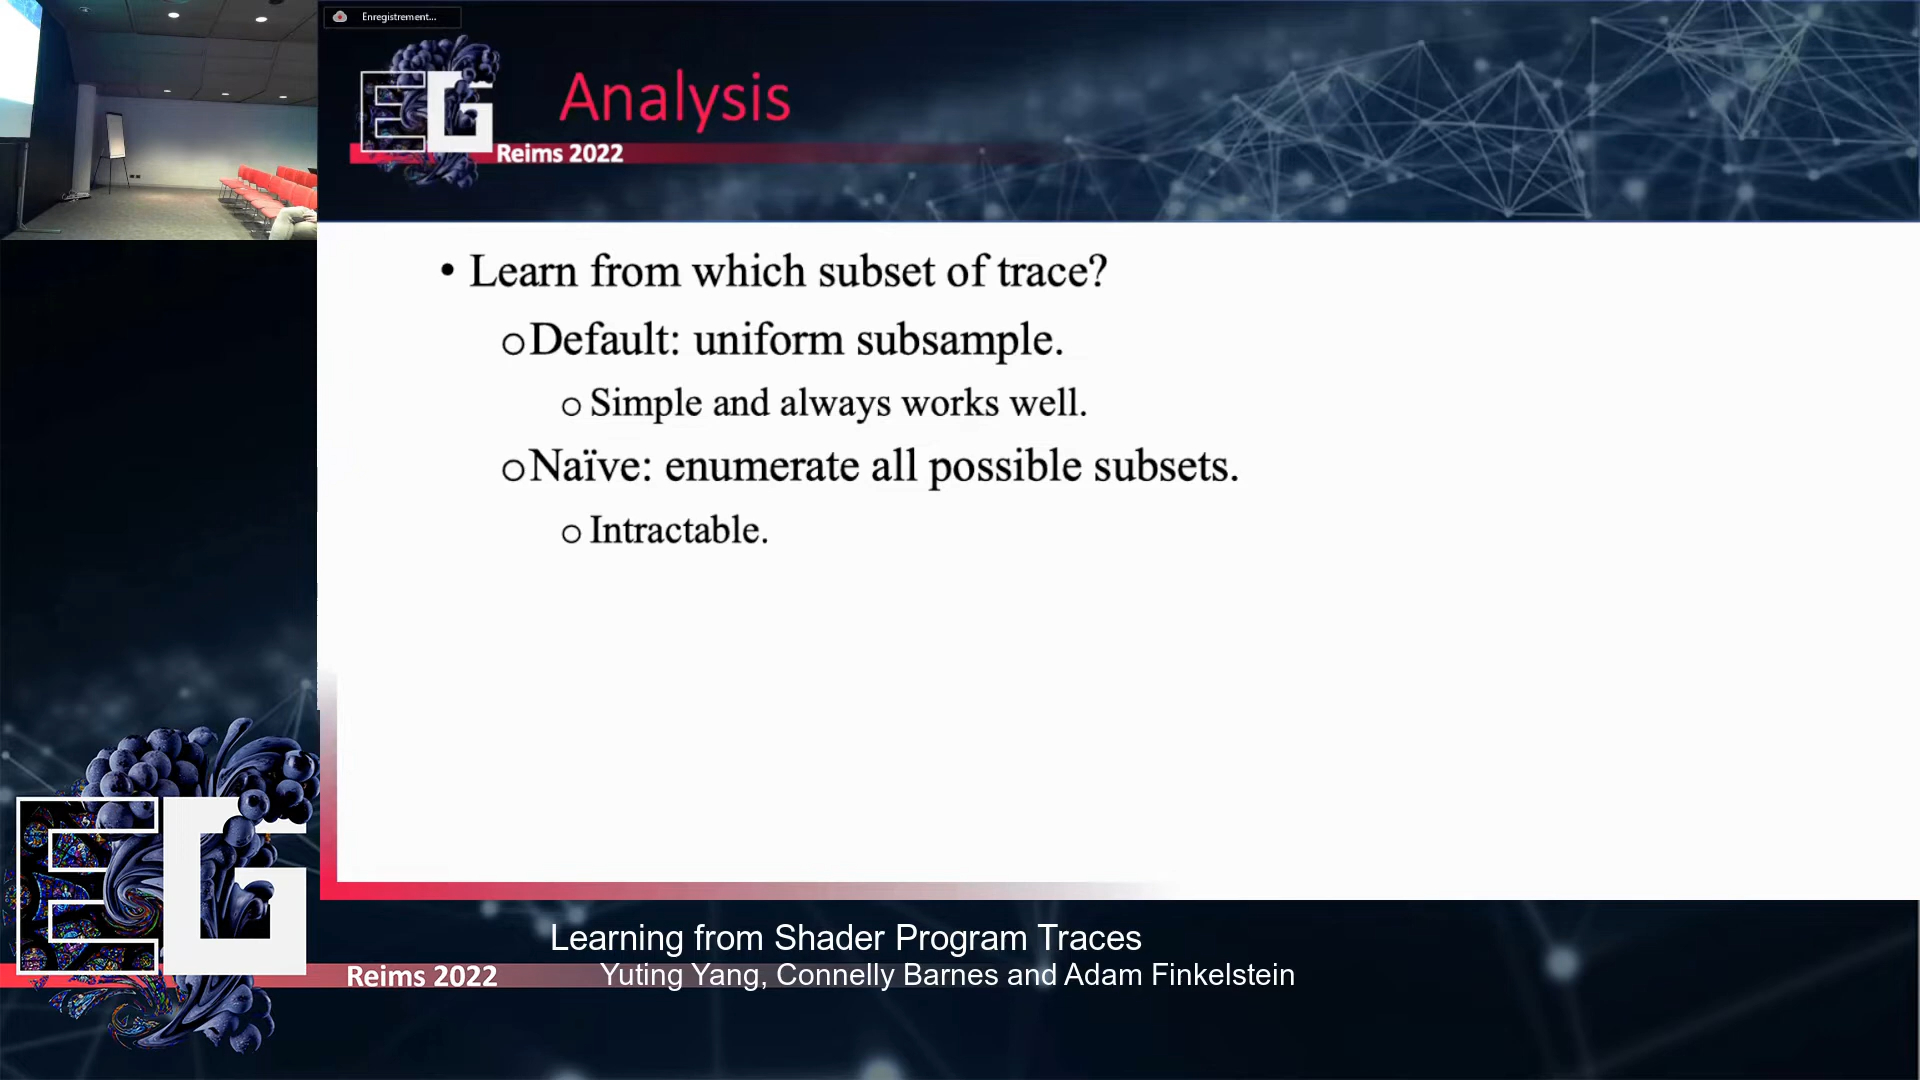 Enregistrement...
EG
Analysis
Reims 2022
• Learn from which subset of trace?
o Default: uniform subsample.
o Simple and always works well.
o Naïve: enumerate all possible subsets.
o Intractable.
EG
Reims 2022
Learning from Shader Program Traces
Yuting Yang, Connelly Barnes and Adam Finkelstein